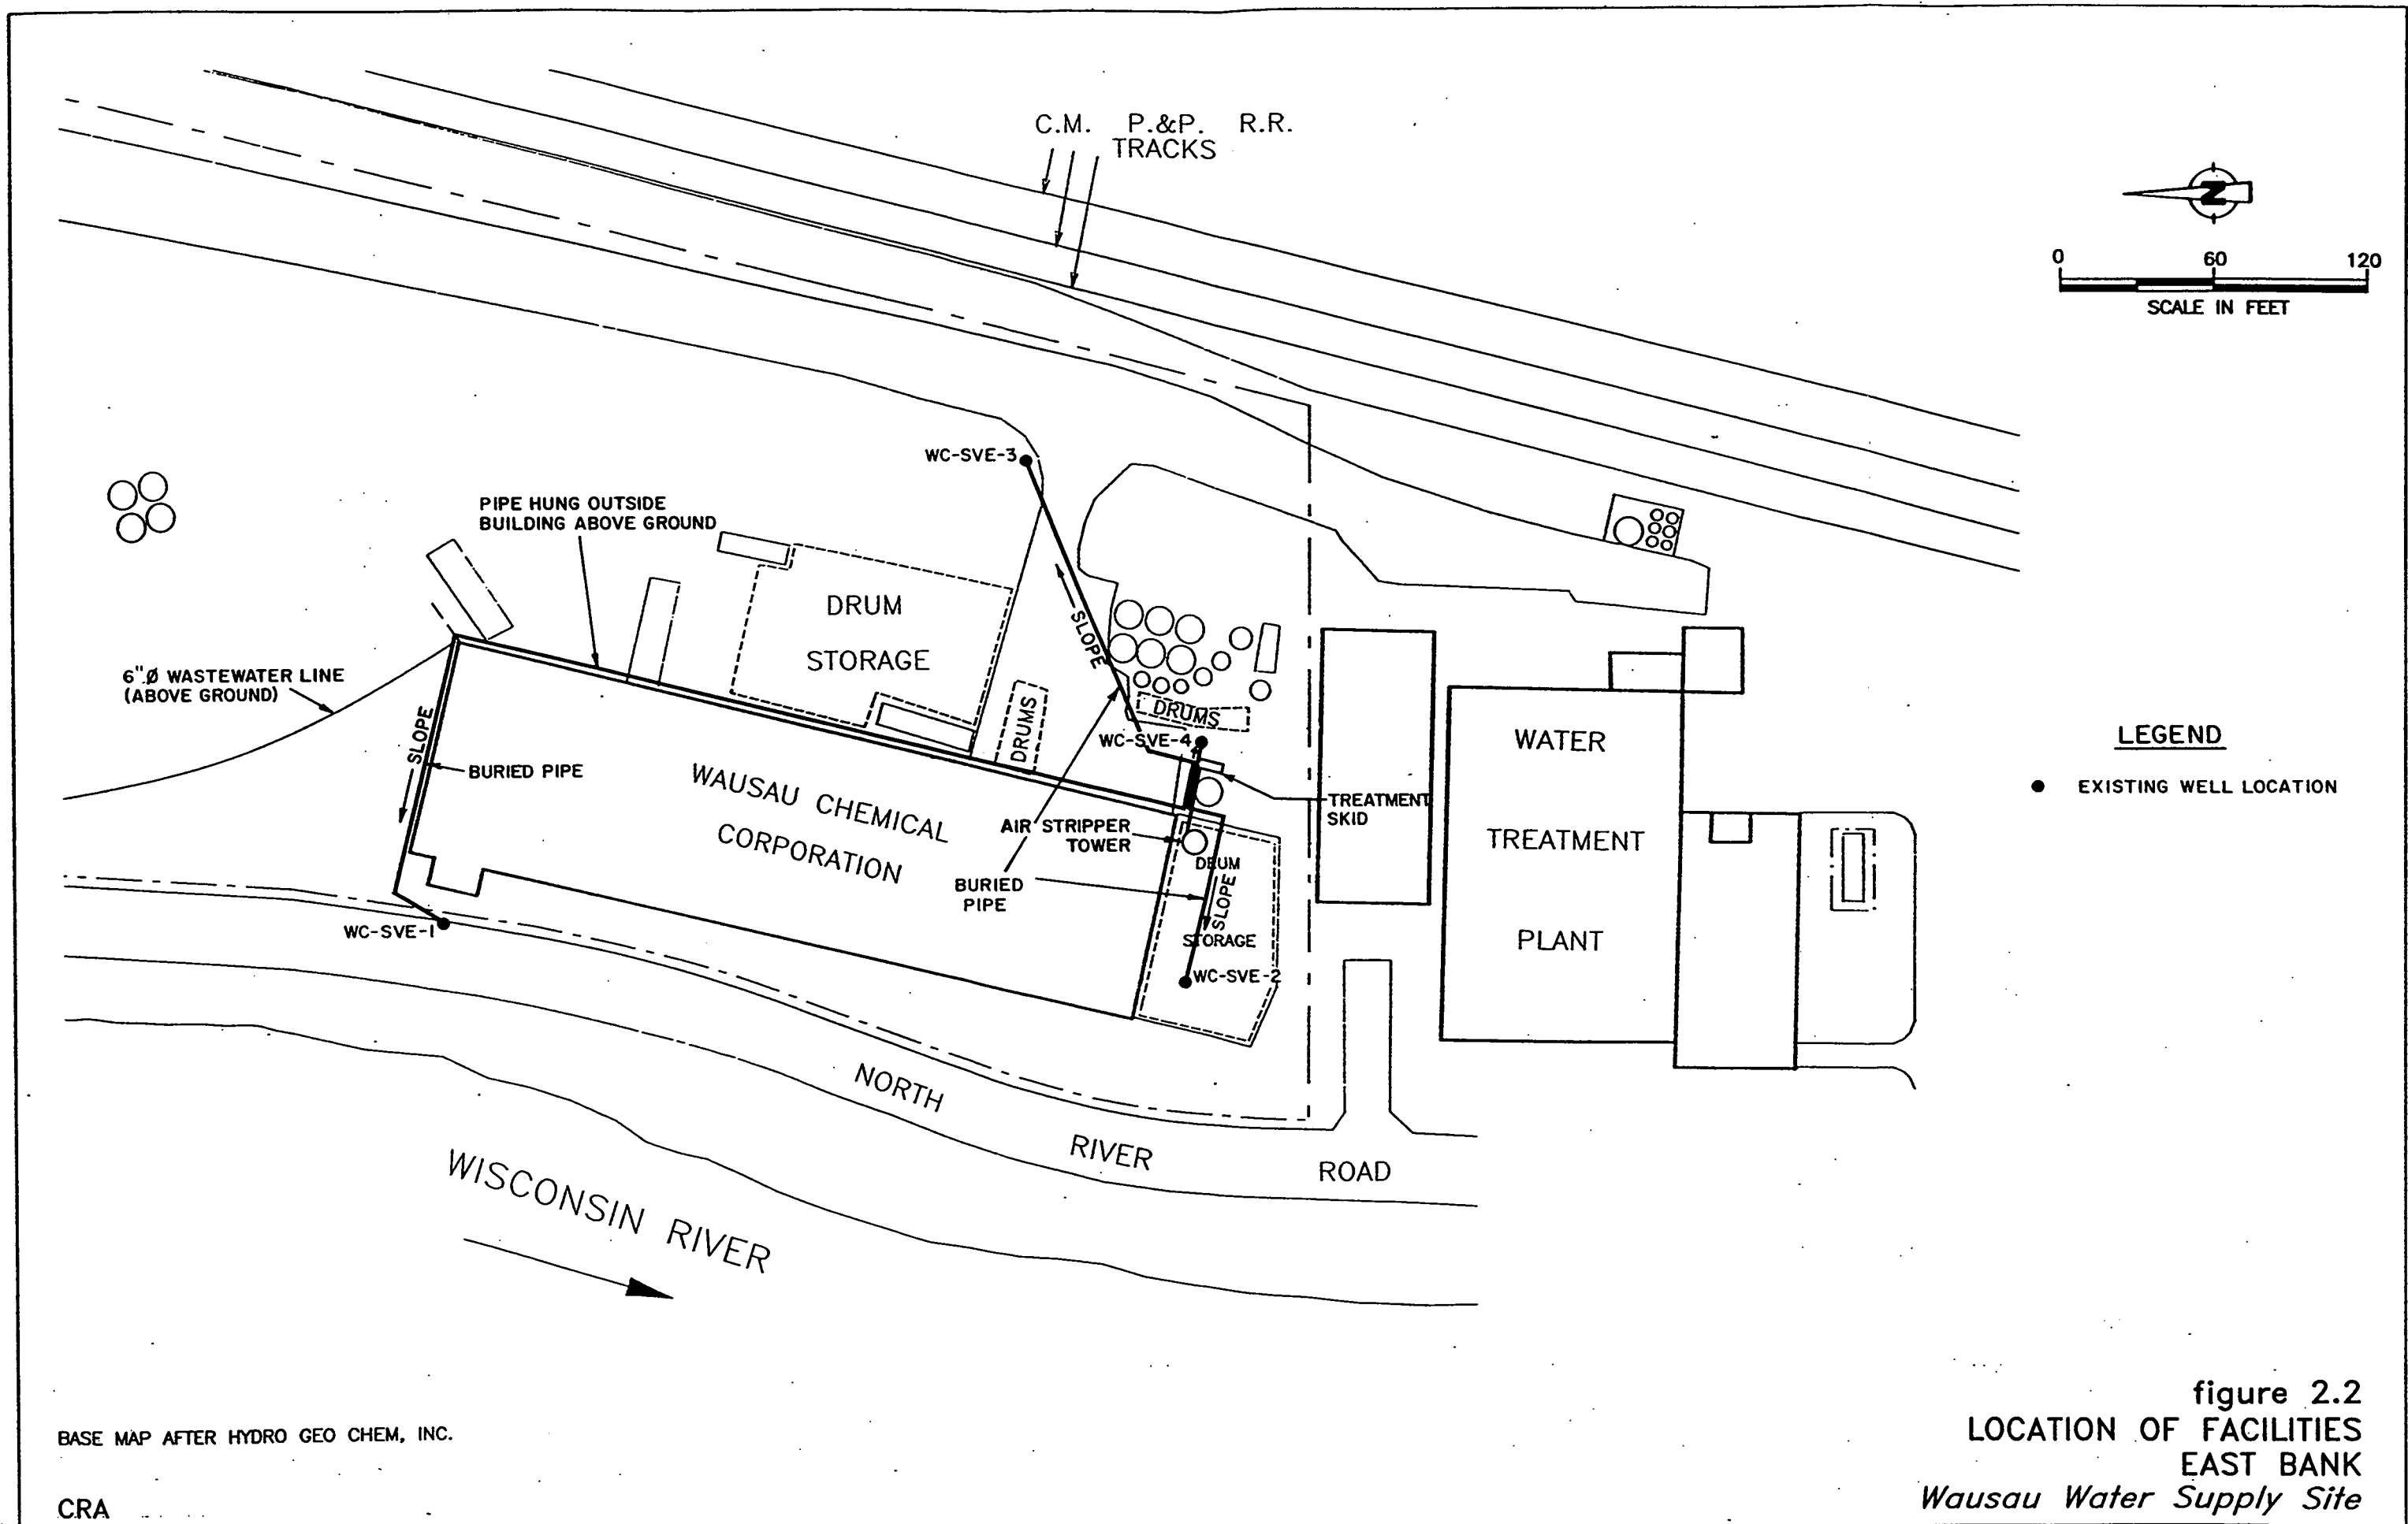 C.M. P.&P. R.R.
TRACKS
N
0 60 120
SCALE IN FEET
WC-SVE-3
PIPE HUNG OUTSIDE
BUILDING ABOVE GROUND
DRUM
STORAGE
SLOPE
6"Ø WASTEWATER LINE
(ABOVE GROUND)
SLOPE
BURIED PIPE
DRUMS
DRUMS
WC-SVE-4
WAUSAU CHEMICAL
CORPORATION
AIR STRIPPER
TOWER
TREATMENT
SKID
BURIED
PIPE
DRUM
SLOPE
STORAGE
WC-SVE-2
WC-SVE-1
WATER
TREATMENT
PLANT
LEGEND
EXISTING WELL LOCATION
NORTH
RIVER
ROAD
WISCONSIN RIVER
BASE MAP AFTER HYDRO GEO CHEM, INC.
CRA
figure 2.2
LOCATION OF FACILITIES
EAST BANK
Wausau Water Supply Site